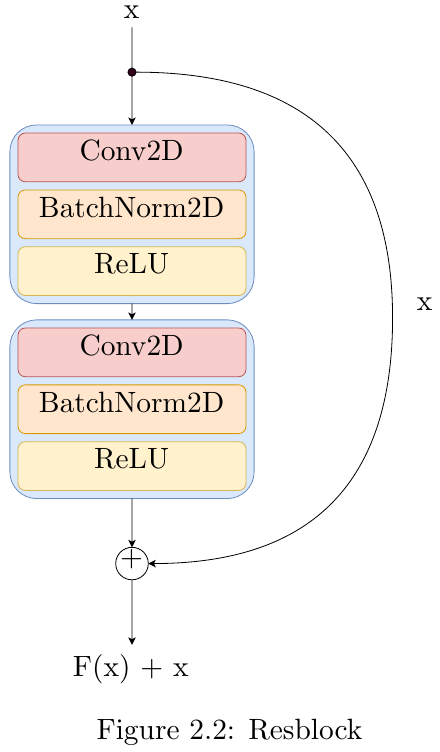 x
Conv2D
BatchNorm2D
ReLU
x
Conv2D
BatchNorm2D
ReLU
+
F(x) + x
Figure 2.2: Resblock